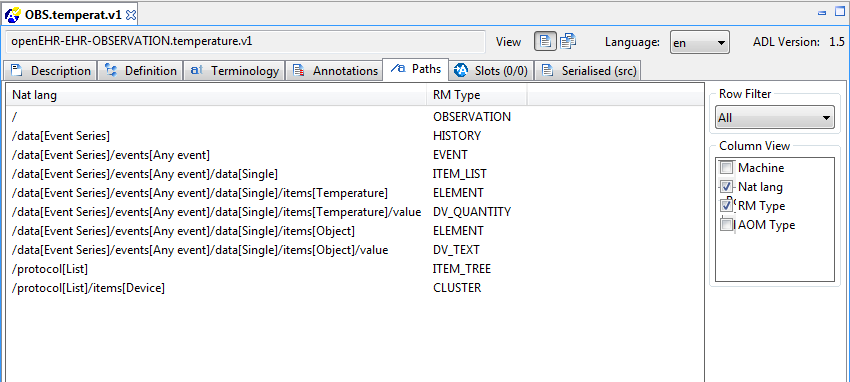 OBS.temperat.v1
openEHR-EHR-OBSERVATION.temperature.v1 View Language: en ADL Version: 1.5
Description Definition Terminology Annotations Paths Slots (0/0) Serialised (src)
Nat lang RM Type
/ OBSERVATION
/data[Event Series] HISTORY
/data[Event Series]/events[Any event] EVENT
/data[Event Series]/events[Any event]/data[Single] ITEM_LIST
/data[Event Series]/events[Any event]/data[Single]/items[Temperature] ELEMENT
/data[Event Series]/events[Any event]/data[Single]/items[Temperature]/value DV_QUANTITY
/data[Event Series]/events[Any event]/data[Single]/items[Object] ELEMENT
/data[Event Series]/events[Any event]/data[Single]/items[Object]/value DV_TEXT
/protocol[List] ITEM_TREE
/protocol[List]/items[Device] CLUSTER
Row Filter
All
Column View
Machine
Nat lang
RM Type
AOM Type